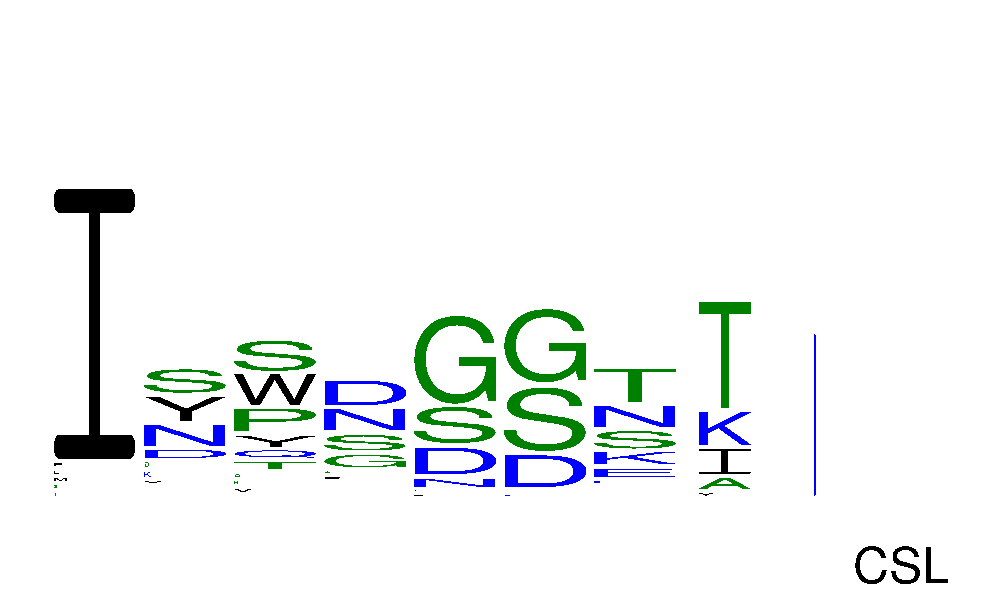 I
S Y N D
S W P Y T
D N S G
G S D N
G S D
T N S K E
T K I A
CSL